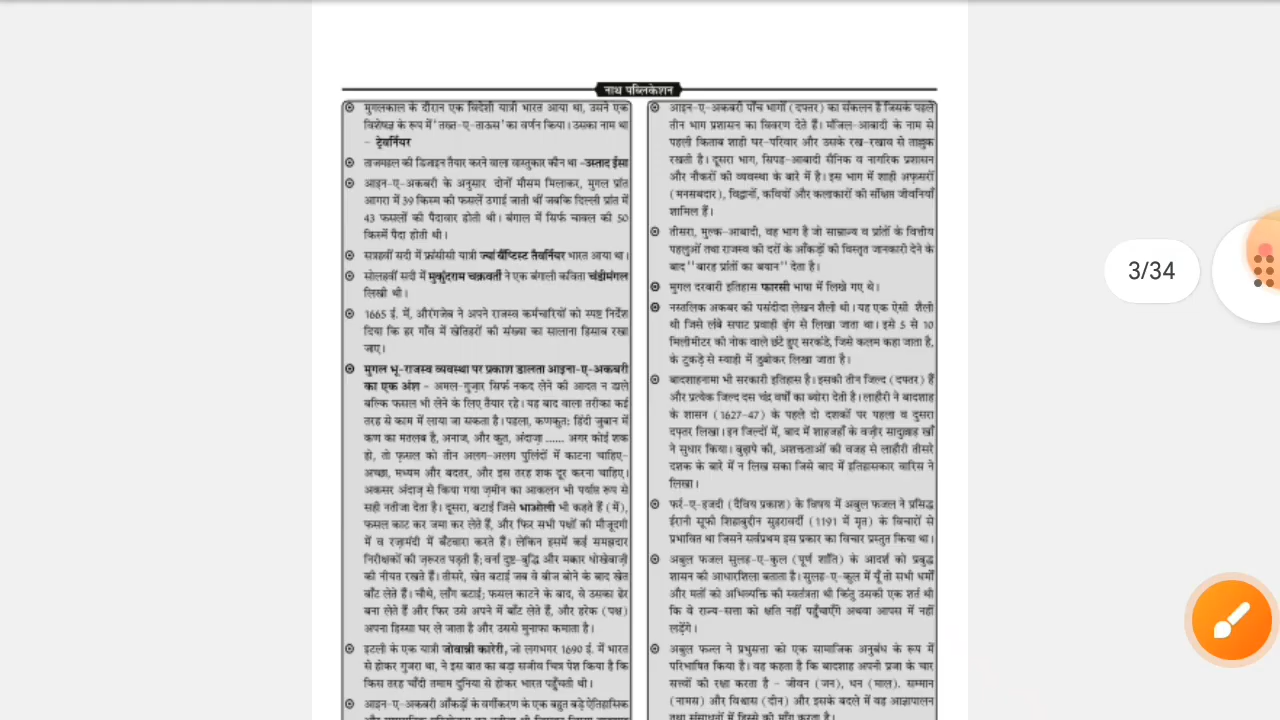 नाथ पब्लिकेशन
मुगलकाल के दौरान एक विदेशी यात्री भारत आया था, उसने एक
विशेषज्ञ के रूप में 'तख्त-ए-ताऊस' का वर्णन किया। उसका नाम था
- ट्रेवर्नियर
ताजमहल की डिजाइन तैयार करने वाला वास्तुकार कौन था -उस्ताद ईसा
आइन-ए-अकबरी के अनुसार दोनों मौसम मिलाकर, मुगल प्रांत
आगरा में 39 किस्म की फसलें उगाई जाती थीं जबकि दिल्ली प्रांत में
43 फसलों की पैदावार होती थी। बंगाल में सिर्फ चावल की 50
किस्में पैदा होती थी।
सत्रहवीं सदी में फ्रांसीसी यात्री ज्यां बैप्टिस्ट तैवर्नियर भारत आया था।
सोलहवीं सदी में मुकुंदराम चक्रवर्ती ने एक बंगाली कविता चंडीमंगल
लिखी थी।
1665 ई. में, औरंगजेब ने अपने राजस्व कर्मचारियों को स्पष्ट निर्देश
दिया कि हर गाँव में खेतिहरों की संख्या का सालाना हिसाब रखा
जाए।
मुगल भू-राजस्व व्यवस्था पर प्रकाश डालता आइना-ए-अकबरी
का एक अंश - अमल-गुज़ार सिर्फ नकद लेने की आदत न डाले
बल्कि फसल भी लेने के लिए तैयार रहे। यह बाद वाला तरीका कई
तरह से काम में लाया जा सकता है। पहला, कणकुत: हिंदी जुबान में
कण का मतलब है, अनाज, और कुत, अंदाज़ा ...... अगर कोई शक
हो, तो फ़सल को तीन अलग-अलग पुलिंदों में काटना चाहिए-
अच्छा, मध्यम और बदतर, और इस तरह शक दूर करना चाहिए।
अकसर अंदाज़ से किया गया ज़मीन का आकलन भी पर्याप्त रूप से
सही नतीजा देता है। दूसरा, बटाई जिसे भाओली भी कहते हैं (में),
फसल काट कर जमा कर लेते हैं, और फिर सभी पक्षों की मौजूदगी
में व रज़ामंदी में बँटवारा करते हैं। लेकिन इसमें कई समझदार
निरीक्षकों की ज़रूरत पड़ती है; वर्ना दुष्ट-बुद्धि और मक्कार धोखेबाज़ी
की नीयत रखते हैं। तीसरे, खेत बटाई जब वे बीज बोने के बाद खेत
बाँट लेते हैं। चौथे, लाँग बटाई; फसल काटने के बाद, वे उसका ढेर
बना लेते हैं और फिर उसे अपने में बाँट लेते हैं, और हरेक (पक्ष)
अपना हिस्सा घर ले जाता है और उससे मुनाफा कमाता है।
इटली के एक यात्री जोवान्नी कारेरी, जो लगभगर 1690 ई. में भारत
से होकर गुजरा था, ने इस बात का बड़ा सजीव चित्र पेश किया है कि
किस तरह चाँदी तमाम दुनिया से होकर भारत पहुँचती थी।
आइन-ए-अकबरी आँकड़ों के वर्गीकरण के एक बहुत बड़े ऐतिहासिक
आइन-ए-अकबरी पाँच भागों (दफ्तर) का संकलन है जिसके पहले
तीन भाग प्रशासन का विवरण देते हैं। मंजिल-आबादी के नाम से
पहली किताब शाही घर-परिवार और उसके रख-रखाव से ताल्लुक
रखती है। दूसरा भाग, सिपह-आबादी सैनिक व नागरिक प्रशासन
और नौकरों की व्यवस्था के बारे में है। इस भाग में शाही अफ़सरों
(मनसबदार), विद्वानों, कवियों और कलाकारों की संक्षिप्त जीवनियाँ
शामिल हैं।
तीसरा, मुल्क-आबादी, वह भाग है जो साम्राज्य व प्रांतों के वित्तीय
पहलुओं तथा राजस्व की दरों के आँकड़ों की विस्तृत जानकारी देने के
बाद "बारह प्रांतों का बयान" देता है।
मुगल दरबारी इतिहास फारसी भाषा में लिखे गए थे।
नस्तलिक अकबर की पसंदीदा लेखन शैली थी। यह एक ऐसी शैली
थी जिसे लंबे सपाट प्रवाही ढंग से लिखा जाता था। इसे 5 से 10
मिलीमीटर की नोक वाले छंटे हुए सरकंडे, जिसे कलम कहा जाता है,
के टुकड़े से स्याही में डुबोकर लिखा जाता है।
बादशाहनामा भी सरकारी इतिहास है। इसकी तीन जिल्द (दफ्तर) हैं
और प्रत्येक जिल्द दस चंद्र वर्षों का ब्योरा देती है। लाहौरी ने बादशाह
के शासन (1627-47) के पहले दो दशकों पर पहला व दुसरा
दफ्तर लिखा। इन जिल्दों में, बाद में शाहजहाँ के वज़ीर सादुल्लाह खाँ
ने सुधार किया। बुढ़ापे की, अशक्तताओं की वजह से लाहौरी तीसरे
दशक के बारे में न लिख सका जिसे बाद में इतिहासकार वारिस ने
लिखा।
फर्र-ए-इजदी (दैविय प्रकाश) के विषय में अबुल फजल ने प्रसिद्ध
ईरानी सूफी शिहाबुद्दीन सुहरावर्दी (1191 में मृत) के विचारों से
प्रभावित था जिसने सर्वप्रथम इस प्रकार का विचार प्रस्तुत किया था।
अबुल फजल सुलह-ए-कुल (पूर्ण शांति) के आदर्श को प्रबुद्ध
शासन की आधारशिला बताता है। सुलह-ए-कुल में यूँ तो सभी धर्मों
और मतों को अभिव्यक्ति की स्वतंत्रता थी किंतु उसकी एक शर्त थी
कि वे राज्य-सत्ता को क्षति नहीं पहुँचाएँगे अथवा आपस में नहीं
लड़ेंगे।
अबुल फज्ल ने प्रभुसत्ता को एक सामाजिक अनुबंध के रूप में
परिभाषित किया है। वह कहता है कि बादशाह अपनी प्रजा के चार
सत्त्वों की रक्षा करता है - जीवन (जन), धन (माल). सम्मान
(नामस) और विश्वास (दीन) और इसके बदले में वह आज्ञापालन
तथा संसाधनों में हिस्से की माँग करता है।
3/34